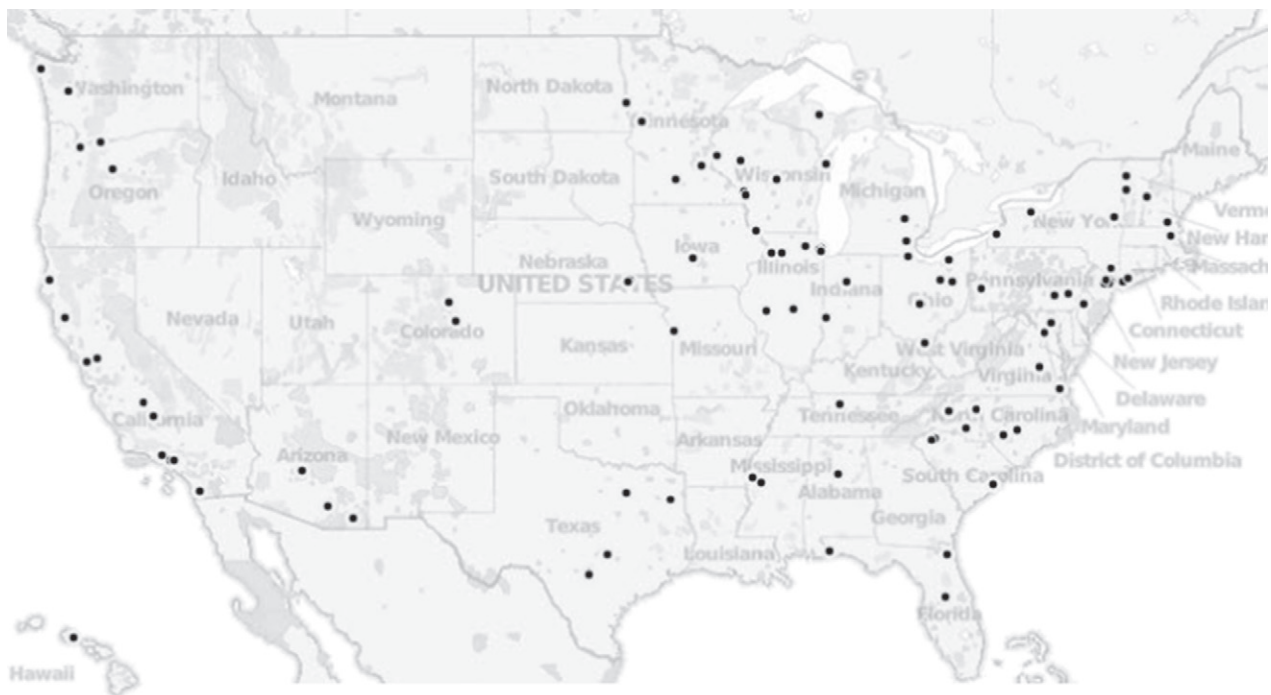 Washington
Montana
North Dakota
Minnesota
Maine
Oregon
Idaho
South Dakota
Wisconsin
Michigan
Wyoming
New Yo
Vermo
New Har
Iowa
Nebraska
Illinois
Massach
UNITED STATES
Indiana
Ohio
Pennsylvania
Rhode Islan
Nevada
Utah
Colorado
Kansas
Missouri
West Virginia
Connecticut
Kentucky
Virginia
New Jersey
California
Oklahoma
Tennessee
North Carolina
Delaware
New Mexico
Arkansas
Maryland
Arizona
Mississippi
South Carolina
District of Columbia
Alabama
Texas
Georgia
Louisiana
Florida
Hawaii